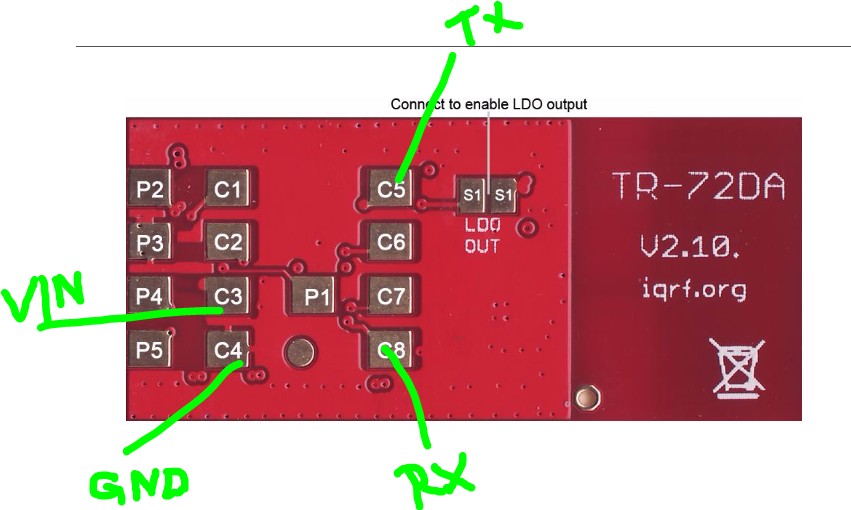 TX
Connect to enable LDO output
P2 C1 C5 S1 S1 TR-72DA
LDO
P3 C2 C6 OUT V2.10.
VIN P4 C3 P1 C7 iqrf.org
P5 C4 C8
GND RX